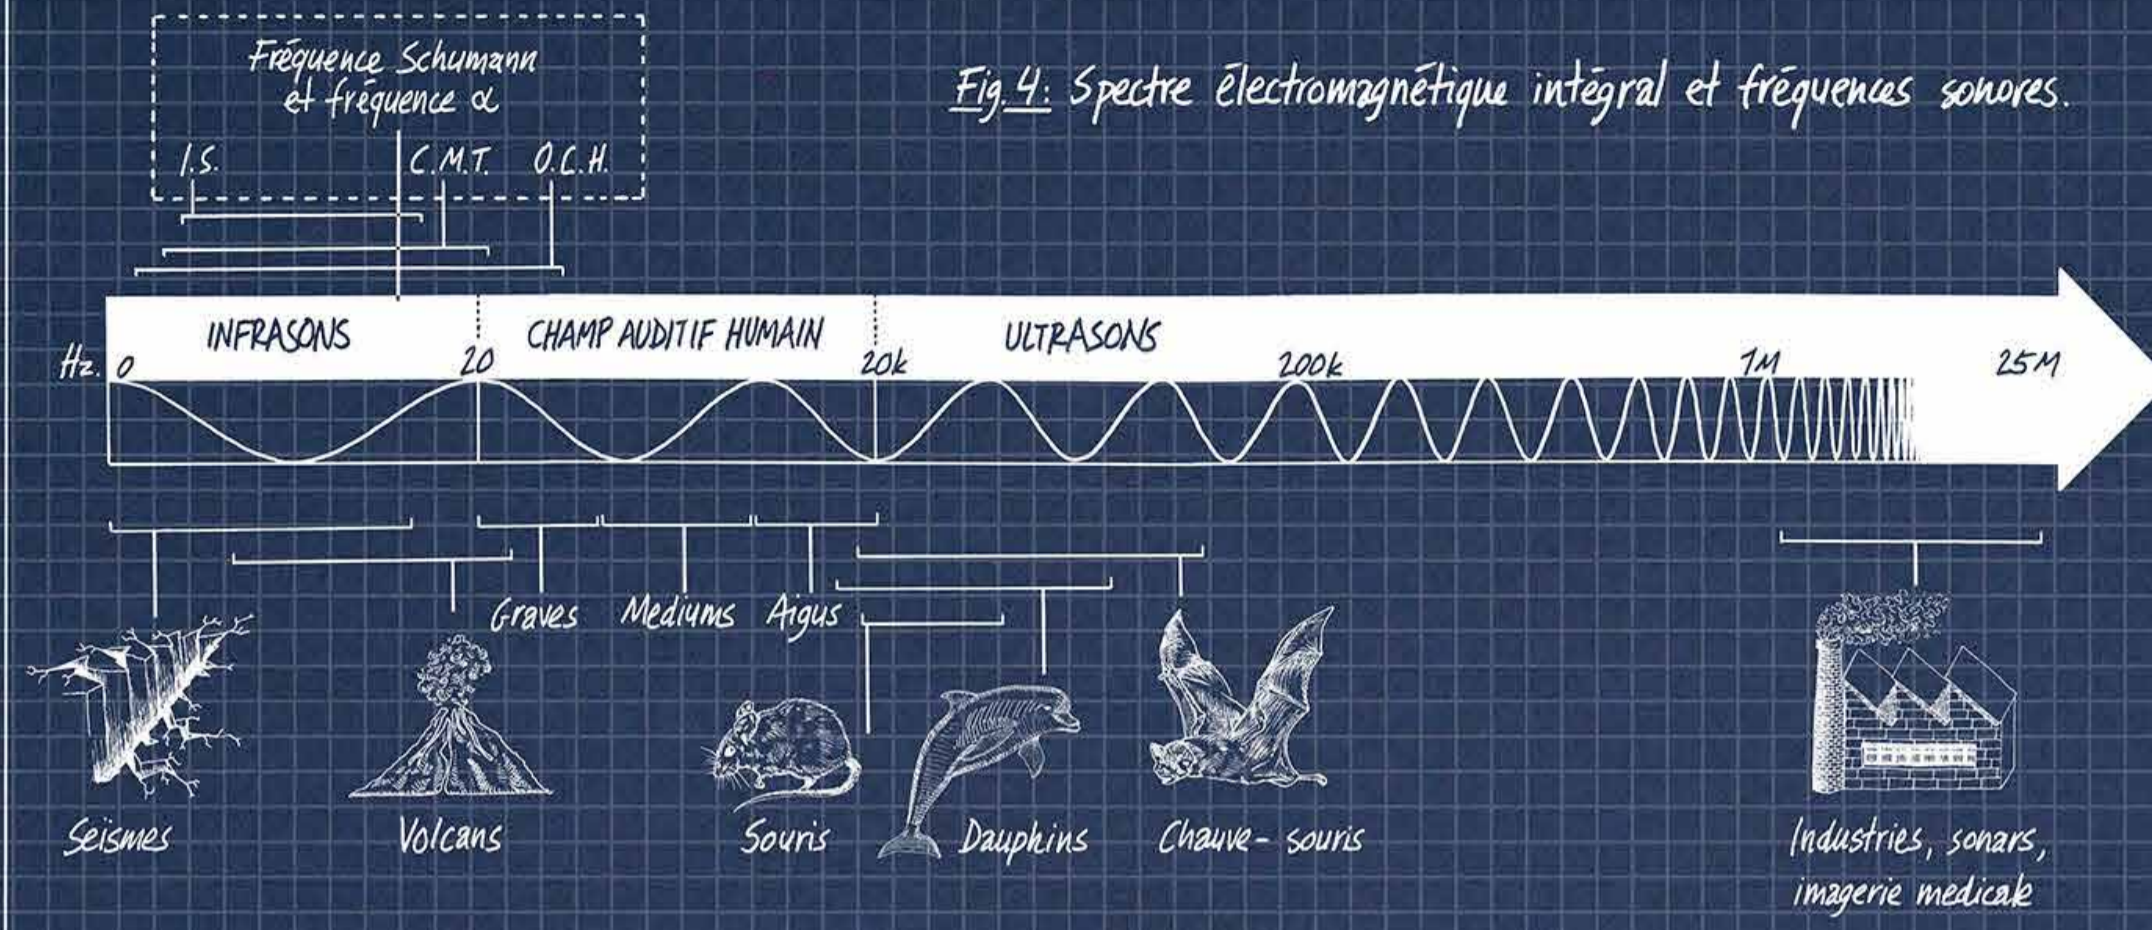 Fréquence Schumann
et fréquence α
I.S. C.M.T. O.C.H.
Fig. 4: Spectre électromagnétique intégral et fréquences sonores.
INFRASONS CHAMP AUDITIF HUMAIN ULTRASONS
Hz. 0 20 20k 200k 1M 25M
Graves Mediums Aigus
Seïsmes Volcans Souris Dauphins Chauve-souris
Industries, sonars,
imagerie medicale